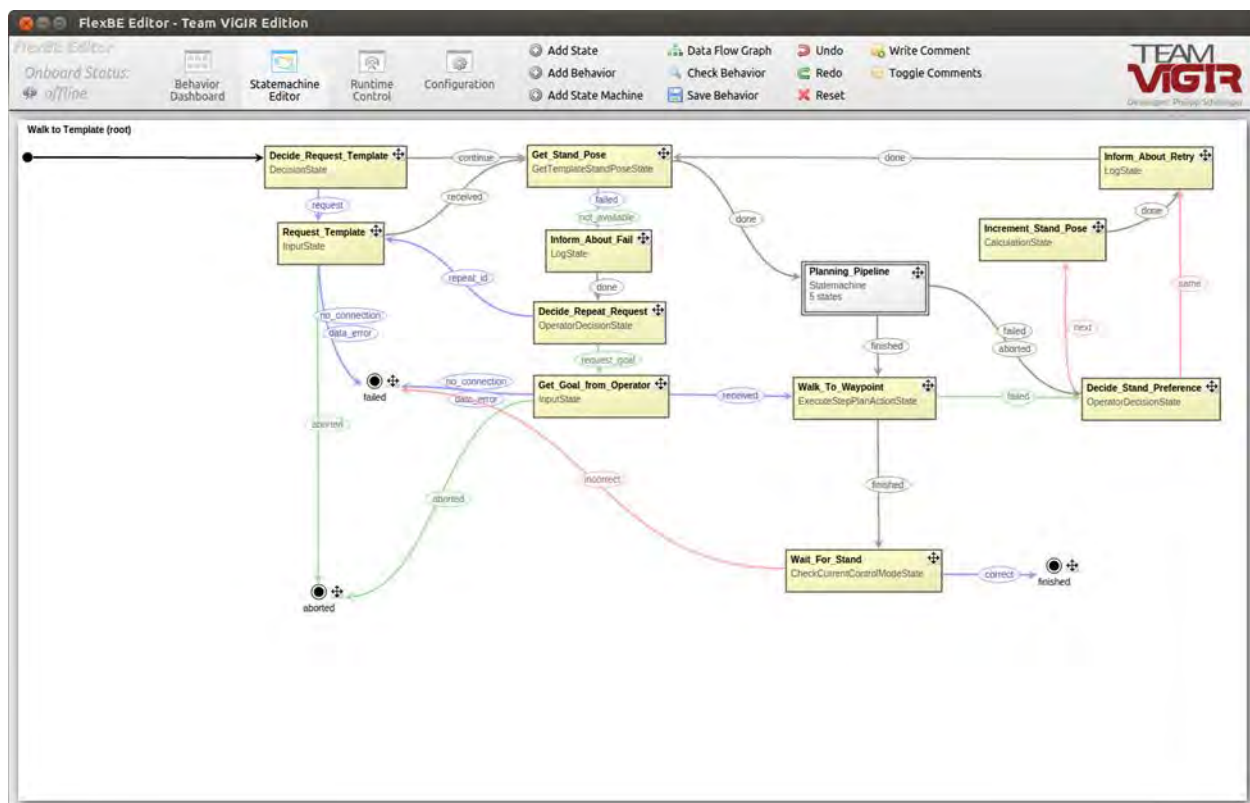 FlexBE Editor - Team ViGIR Edition
FlexBE Editor
Onboard Status:
offline
Behavior
Dashboard
Statemachine
Editor
Runtime
Control
Configuration
Add State
Add Behavior
Add State Machine
Data Flow Graph
Check Behavior
Save Behavior
Undo
Redo
Reset
Write Comment
Toggle Comments
TEAM
ViGIR
Walk to Template (root)
Decide_Request_Template
DecisionState
continue
Get_Stand_Pose
GetTemplateStandPoseState
done
Inform_About_Retry
LogState
request
received
failed
not_available
done
done
Request_Template
InputState
Inform_About_Fail
LogState
Increment_Stand_Pose
CalculationState
repeat_id
done
Planning_Pipeline
Statemachine
5 states
same
no_connection
data_error
Decide_Repeat_Request
OperatorDecisionState
finished
failed
aborted
next
request_goal
failed
no_connection
data_error
Get_Goal_from_Operator
InputState
received
Walk_To_Waypoint
ExecuteStepPlanActionState
failed
Decide_Stand_Preference
OperatorDecisionState
aborted
aborted
incorrect
finished
Wait_For_Stand
CheckCurrentControlModeState
correct
finished
aborted